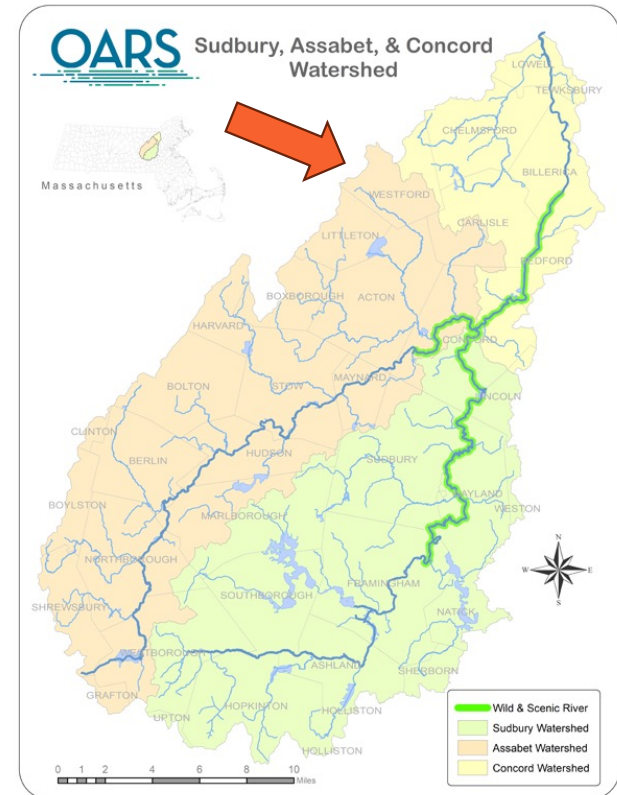 OARS
Sudbury, Assabet, & Concord
Watershed
Massachusetts
LOWELL
TEWKSBURY
CHELMSFORD
BILLERICA
WESTFORD
CARLISLE
LITTLETON
BEDFORD
BOXBOROUGH
ACTON
HARVARD
CONCORD
MAYNARD
STOW
BOLTON
LINCOLN
CLINTON
BERLIN
HUDSON
SUDBURY
WAYLAND
BOYLSTON
MARLBOROUGH
WESTON
NORTHBOROUGH
FRAMINGHAM
SOUTHBOROUGH
SHREWSBURY
NATICK
WESTBOROUGH
ASHLAND
SHERBORN
GRAFTON
HOPKINTON
HOLLISTON
UPTON
HOLLISTON
N
W E
S
Wild & Scenic River
Sudbury Watershed
Assabet Watershed
Concord Watershed
0 1 2 4 6 8 10
Miles